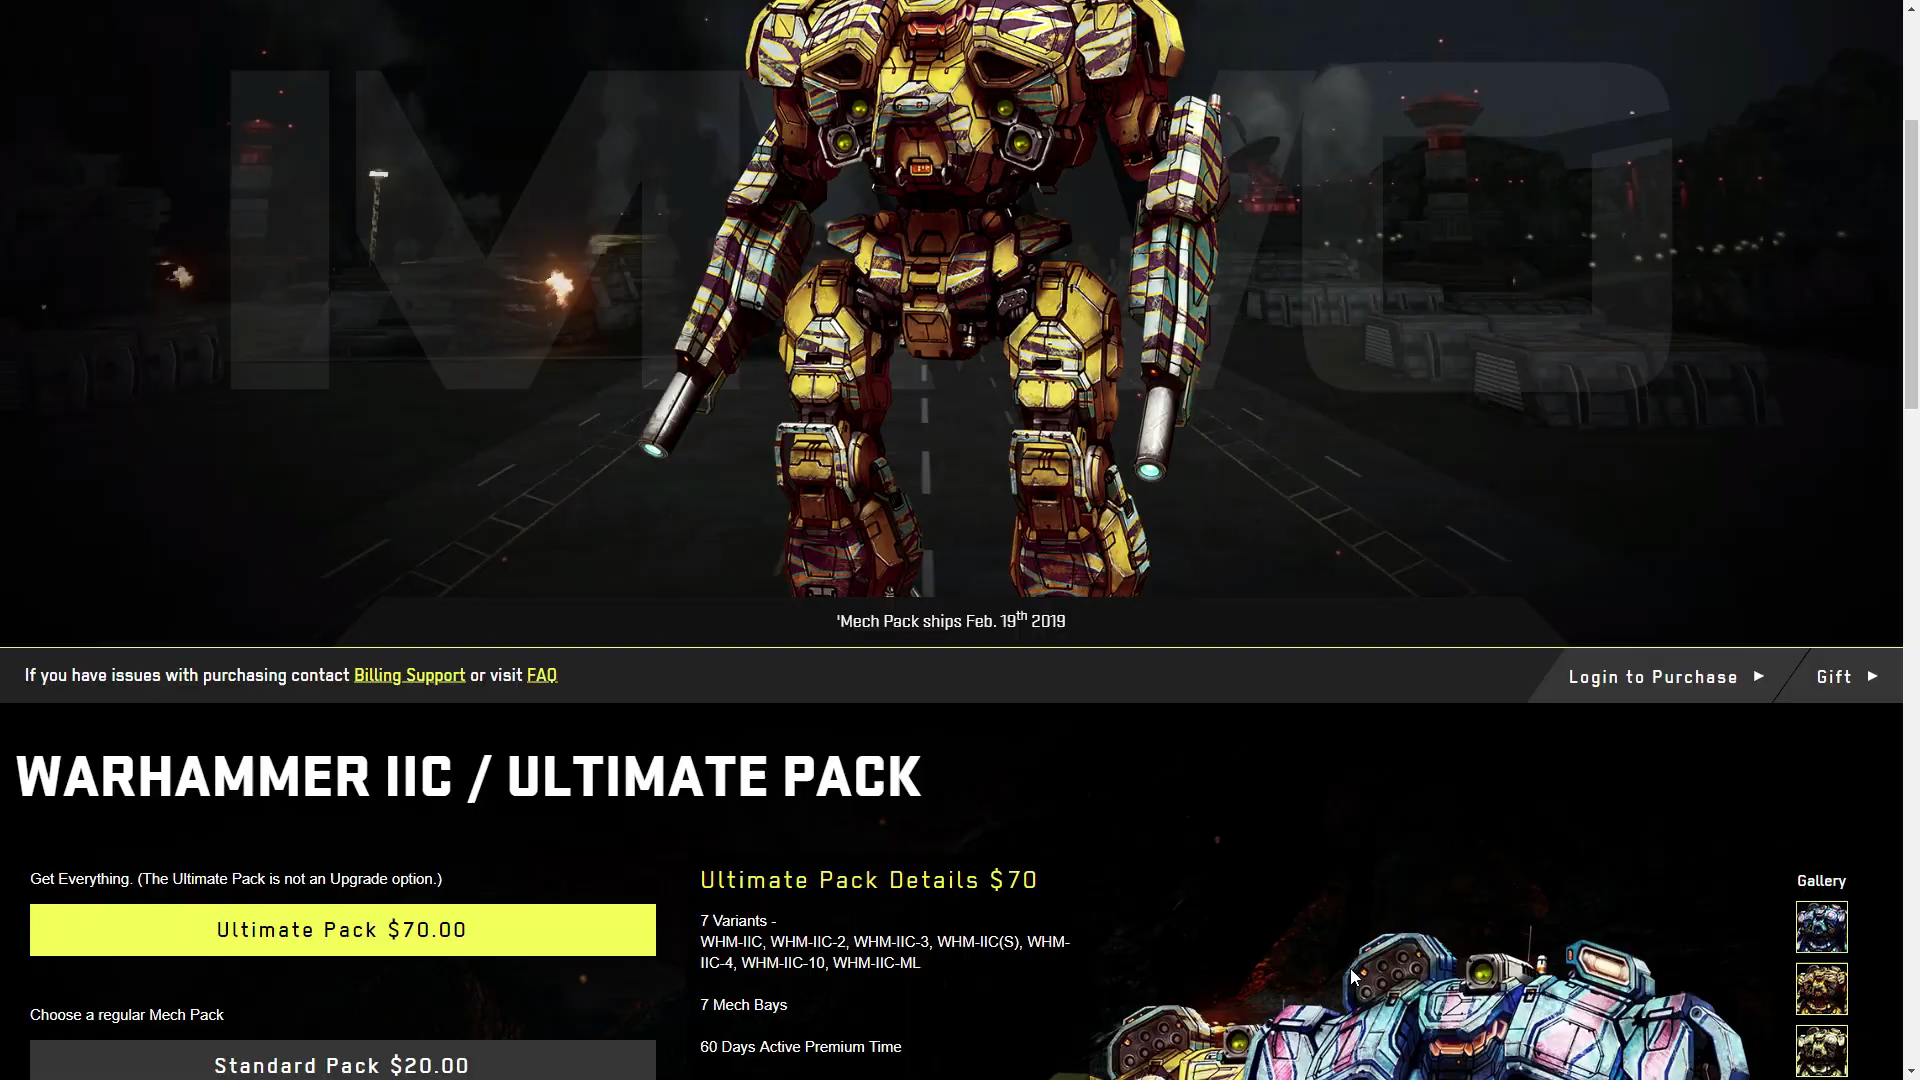 'Mech Pack ships Feb. 19th 2019
If you have issues with purchasing contact Billing Support or visit FAQ
Login to Purchase
Gift
WARHAMMER IIC / ULTIMATE PACK
Get Everything. (The Ultimate Pack is not an Upgrade option.)
Ultimate Pack $70.00
Choose a regular Mech Pack
Standard Pack $20.00
Ultimate Pack Details $70
7 Variants -
WHM-IIC, WHM-IIC-2, WHM-IIC-3, WHM-IIC(S), WHM-
IIC-4, WHM-IIC-10, WHM-IIC-ML
7 Mech Bays
60 Days Active Premium Time
Gallery